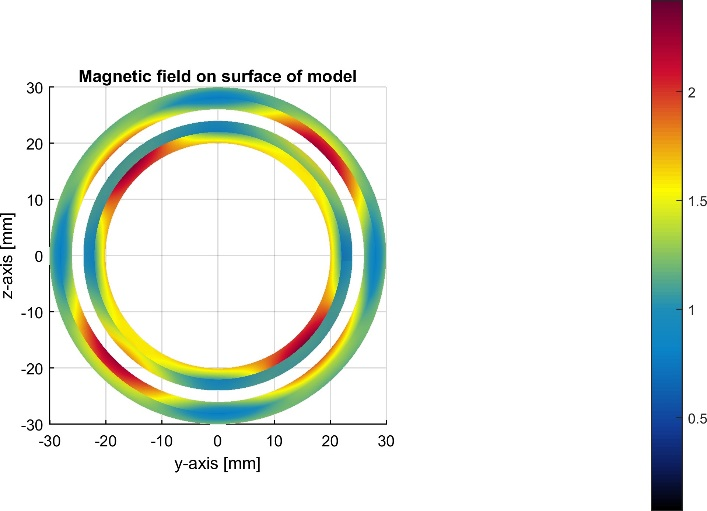 Magnetic field on surface of model
30
20
10
0
-10
-20
-30
z-axis [mm]
-30 -20 -10 0 10 20 30
y-axis [mm]
2
1.5
1
0.5